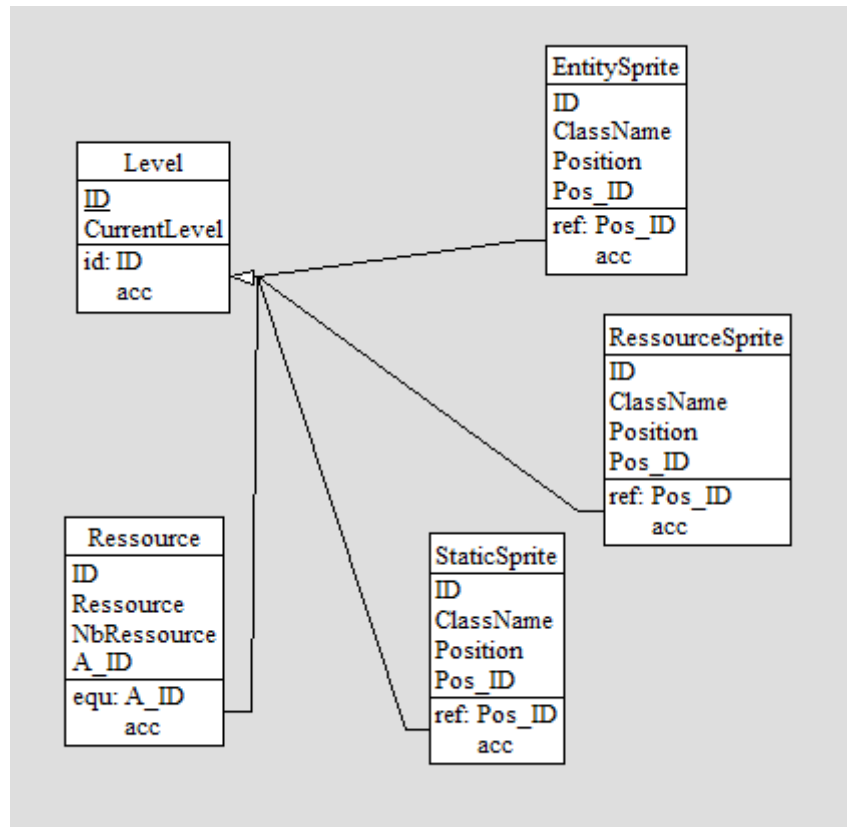 EntitySprite
ID
ClassName
Position
Pos_ID
ref: Pos_ID
acc
Level
ID
CurrentLevel
id: ID
acc
RessourceSprite
ID
ClassName
Position
Pos_ID
ref: Pos_ID
acc
Ressource
ID
Ressource
NbRessource
A_ID
equ: A_ID
acc
StaticSprite
ID
ClassName
Position
Pos_ID
ref: Pos_ID
acc